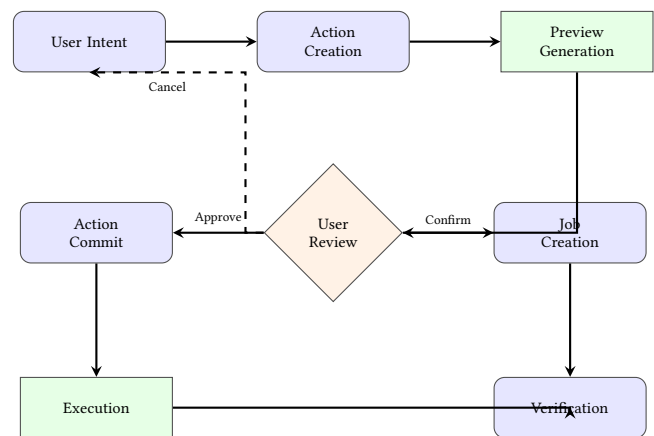 User Intent
Action
Creation
Preview
Generation
Cancel
Action
Commit
Approve
User
Review
Confirm
Job
Creation
Execution
Verification